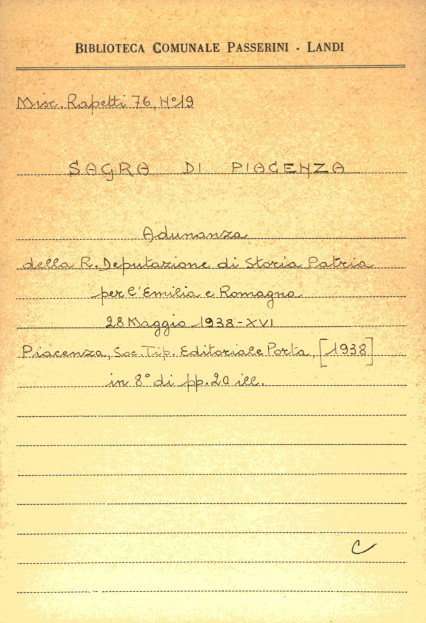 BIBLIOTECA COMUNALE PASSERINI - LANDI
Misc. Rapetti 76, N° 19
SAGRA DI PIACENZA
Adunanza
della R. Deputazione di Storia Patria
per l'Emilia e Romagna
28 Maggio 1938-XVI
Piacenza, Soc. Tip. Editoriale Porta, [1938]
in 8° di pp. 20 ill.
C